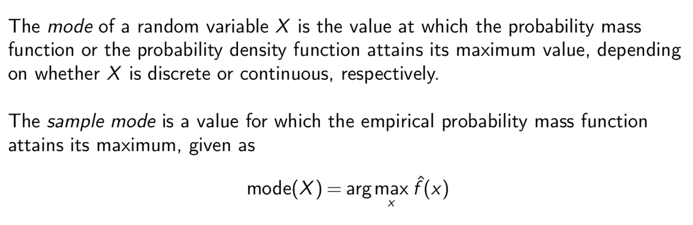 The mode of a random variable X is the value at which the probability mass
function or the probability density function attains its maximum value, depending
on whether X is discrete or continuous, respectively.
The sample mode is a value for which the empirical probability mass function
attains its maximum, given as
mode(X) = arg max f̂(x)
x